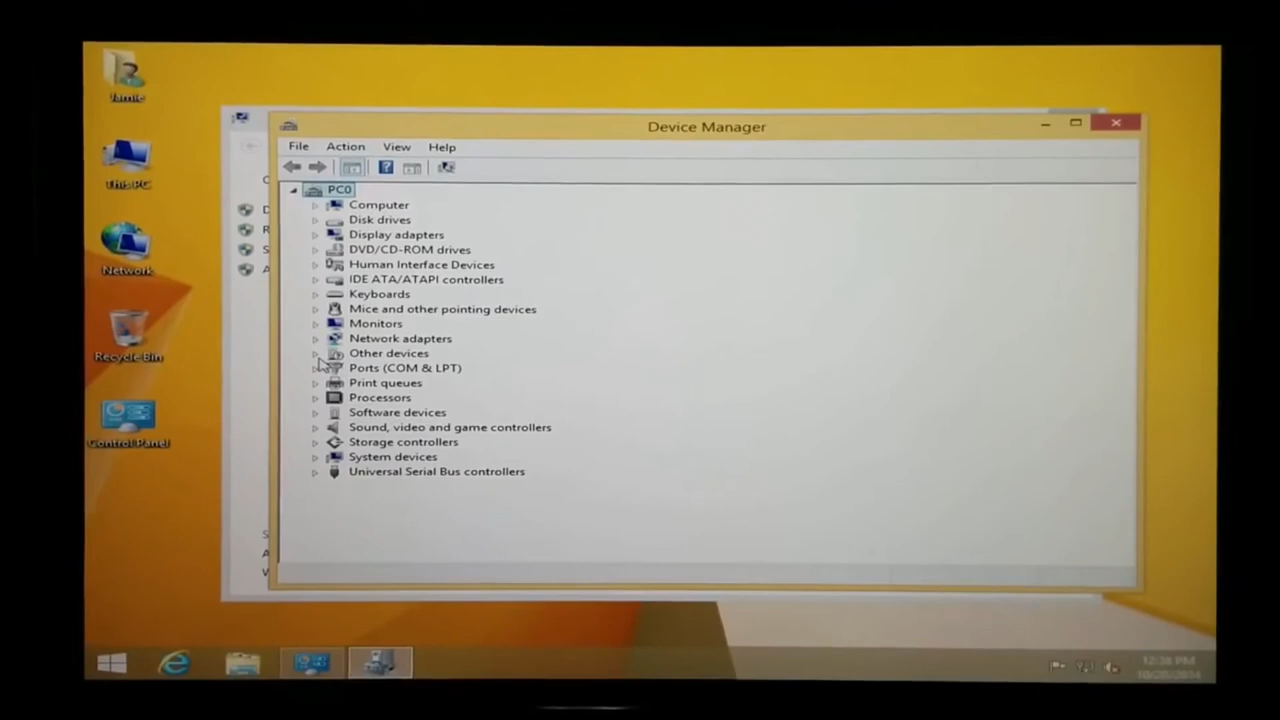 Jamie
This PC
Network
Recycle Bin
Control Panel
Device Manager
File Action View Help
PC0
Computer
Disk drives
Display adapters
DVD/CD-ROM drives
Human Interface Devices
IDE ATA/ATAPI controllers
Keyboards
Mice and other pointing devices
Monitors
Network adapters
Other devices
Ports (COM & LPT)
Print queues
Processors
Software devices
Sound, video and game controllers
Storage controllers
System devices
Universal Serial Bus controllers
12:38 PM